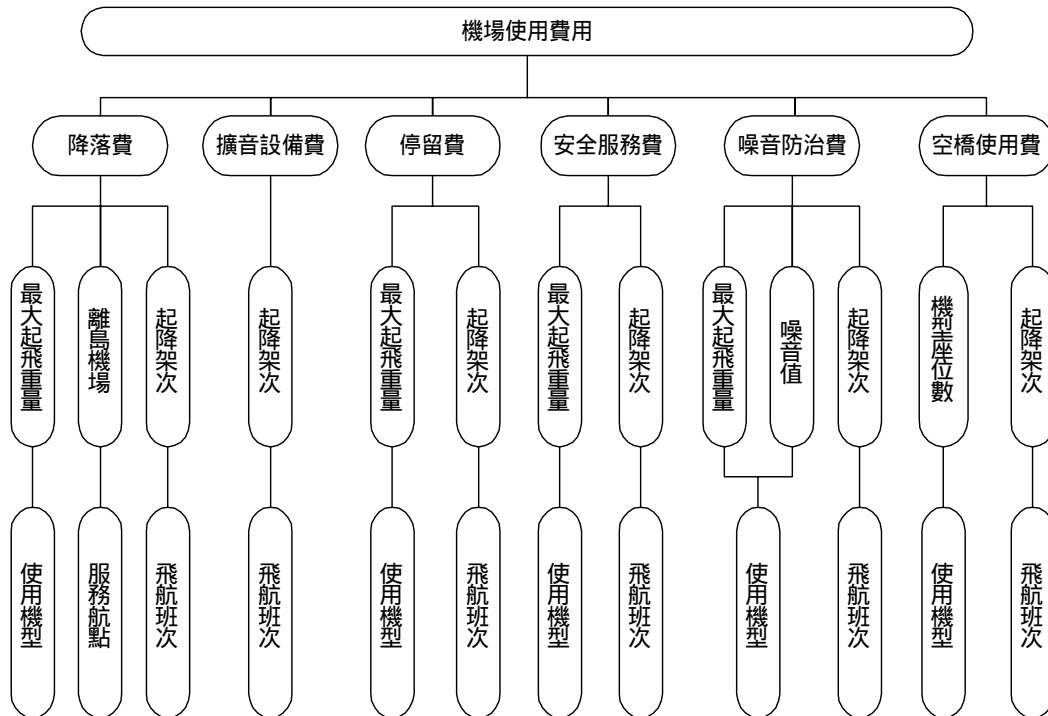 機場使用費用
降落費
擴音設備費
停留費
安全服務費
噪音防治費
空橋使用費
最大起飛重量
離島機場
起降架次
起降架次
最大起飛重量
起降架次
最大起飛重量
起降架次
最大起飛重量
噪音值
起降架次
機型座位數
起降架次
使用機型
服務航點
飛航班次
飛航班次
使用機型
飛航班次
使用機型
飛航班次
使用機型
飛航班次
使用機型
飛航班次